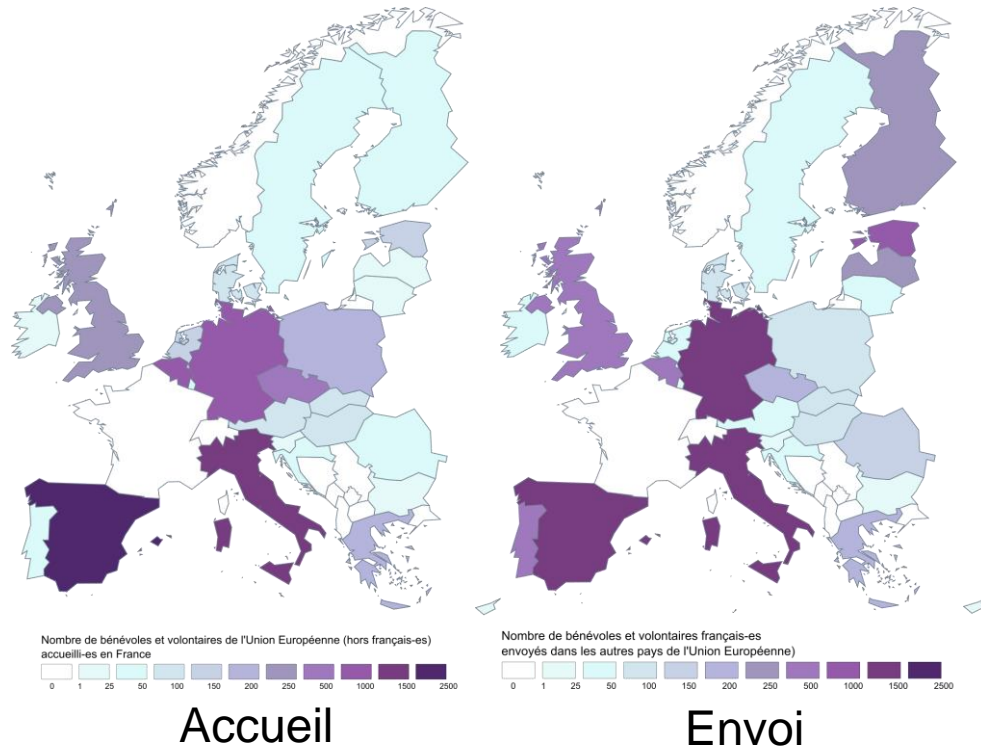 Nombre de bénévoles et volontaires de l'Union Européenne (hors français-es)
accueilli-es en France
0 1 25 50 100 150 200 250 500 1000 1500 2500
Accueil
Nombre de bénévoles et volontaires français-es
envoyés dans les autres pays de l'Union Européenne)
0 1 25 50 100 150 200 250 500 1000 1500 2500
Envoi